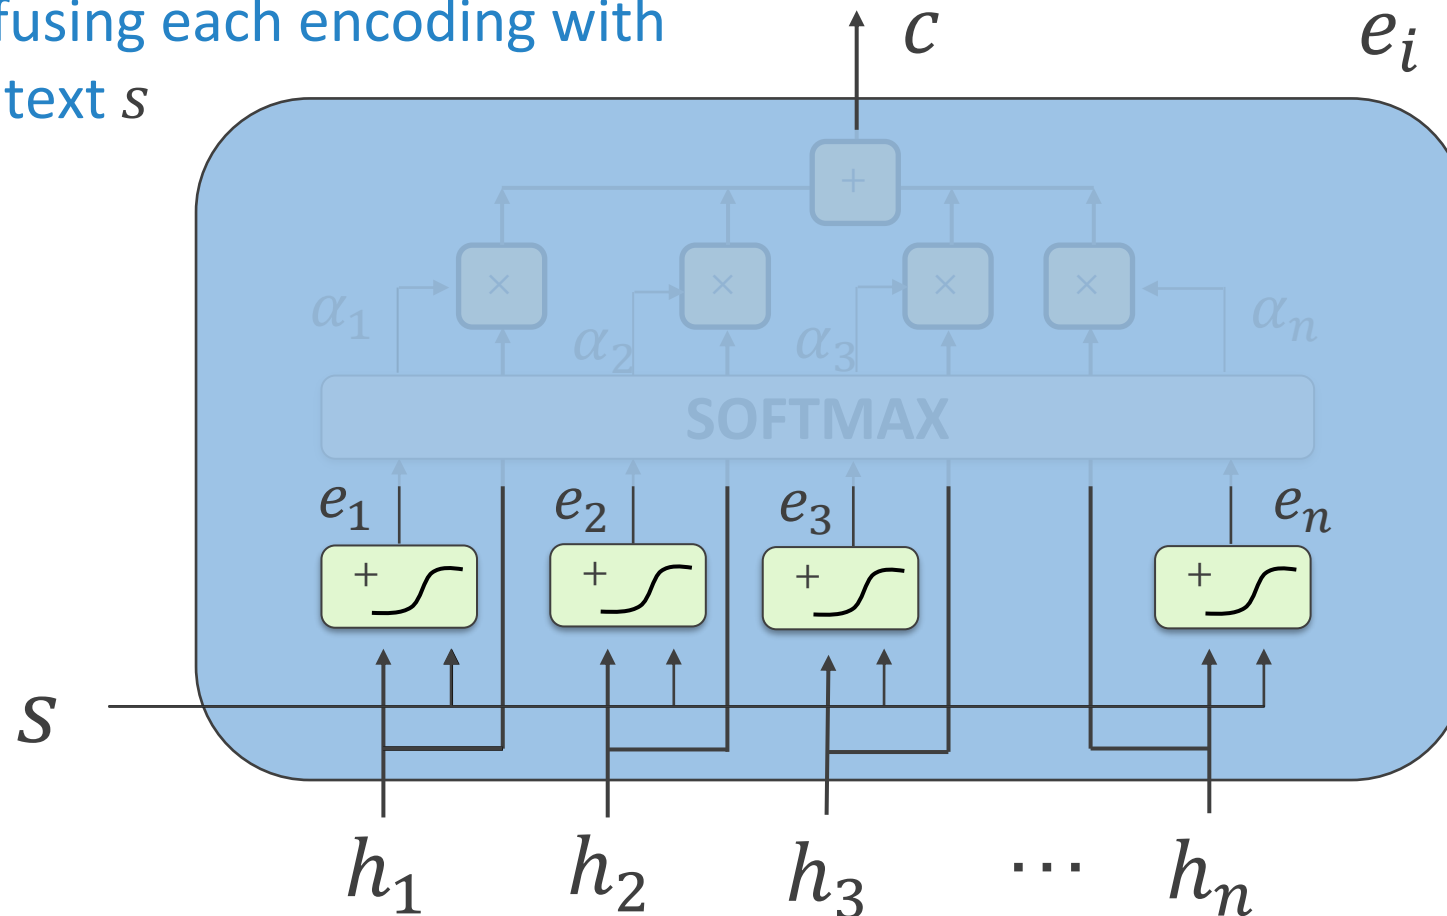 fusing each encoding with
text s
c
e_i
+
× × × ×
α_1 α_2 α_3 α_n
SOFTMAX
e_1 e_2 e_3 e_n
+ + + +
s
h_1 h_2 h_3 ⋯ h_n